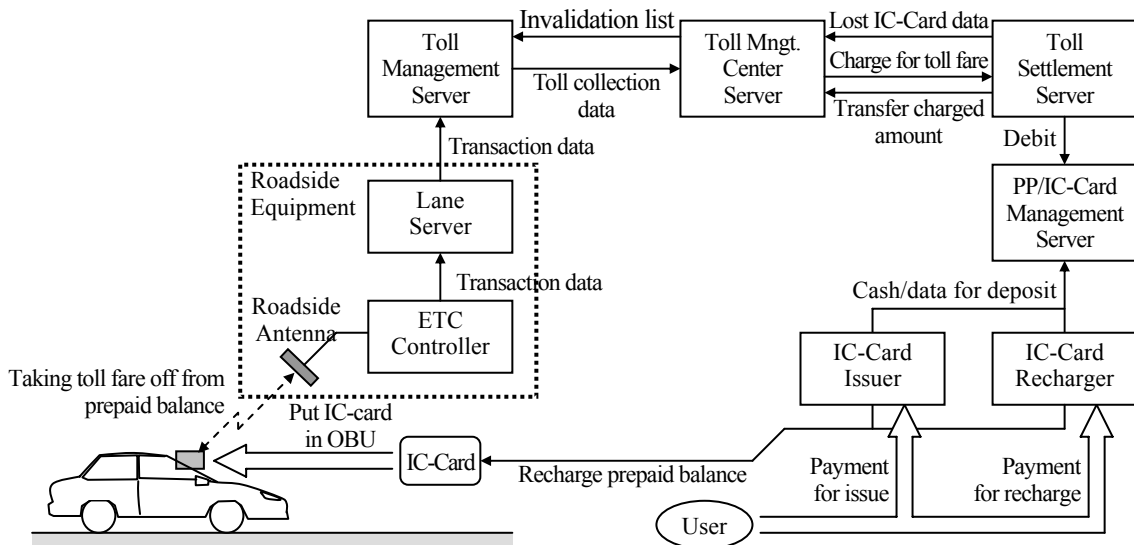 Invalidation list
Lost IC-Card data
Toll
Management
Server
Toll Mngt.
Center
Server
Toll
Settlement
Server
Charge for toll fare
Toll collection
data
Transfer charged
amount
Transaction data
Debit
Roadside
Equipment
Lane
Server
PP/IC-Card
Management
Server
Transaction data
Cash/data for deposit
Roadside
Antenna
ETC
Controller
IC-Card
Issuer
IC-Card
Recharger
Taking toll fare off from
prepaid balance
Put IC-card
in OBU
IC-Card
Recharge prepaid balance
Payment
for issue
Payment
for recharge
User